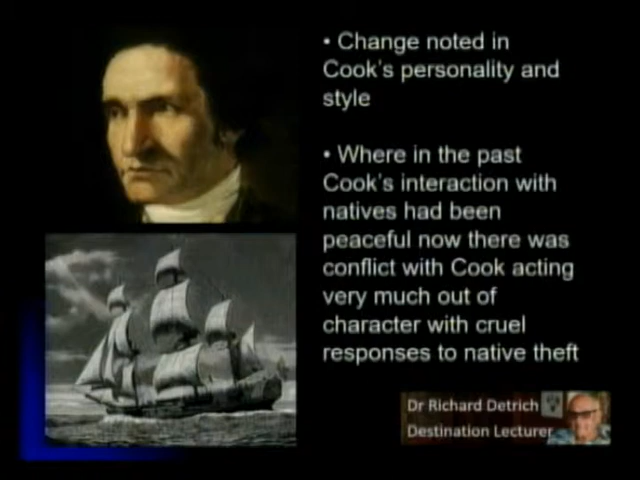 • Change noted in
Cook's personality and
style
• Where in the past
Cook's interaction with
natives had been
peaceful now there was
conflict with Cook acting
very much out of
character with cruel
responses to native theft
Dr Richard Detrich
Destination Lecturer